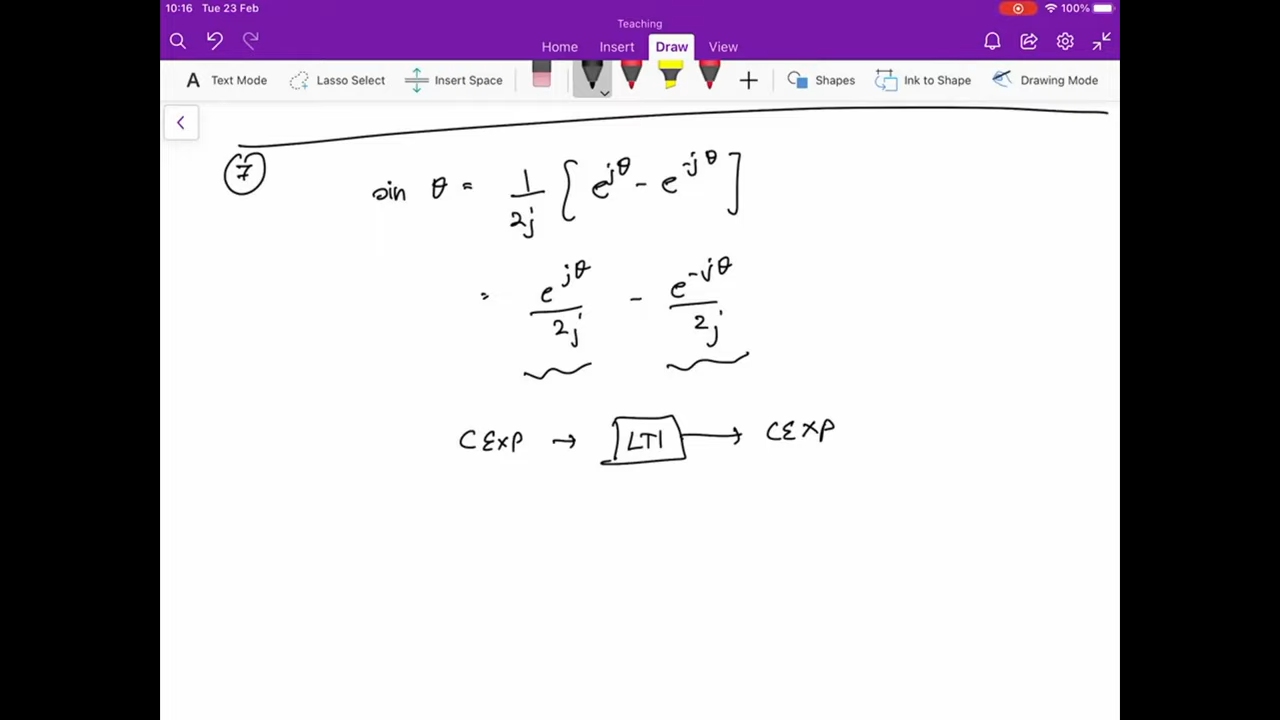 10:16 Tue 23 Feb 100%
Teaching
Home Insert Draw View
A Text Mode Lasso Select Insert Space Shapes Ink to Shape Drawing Mode
7
sin θ = 1/2j [ e^jθ - e^-jθ ]
= e^jθ/2j - e^-jθ/2j
CEXP → LTI → CEXP